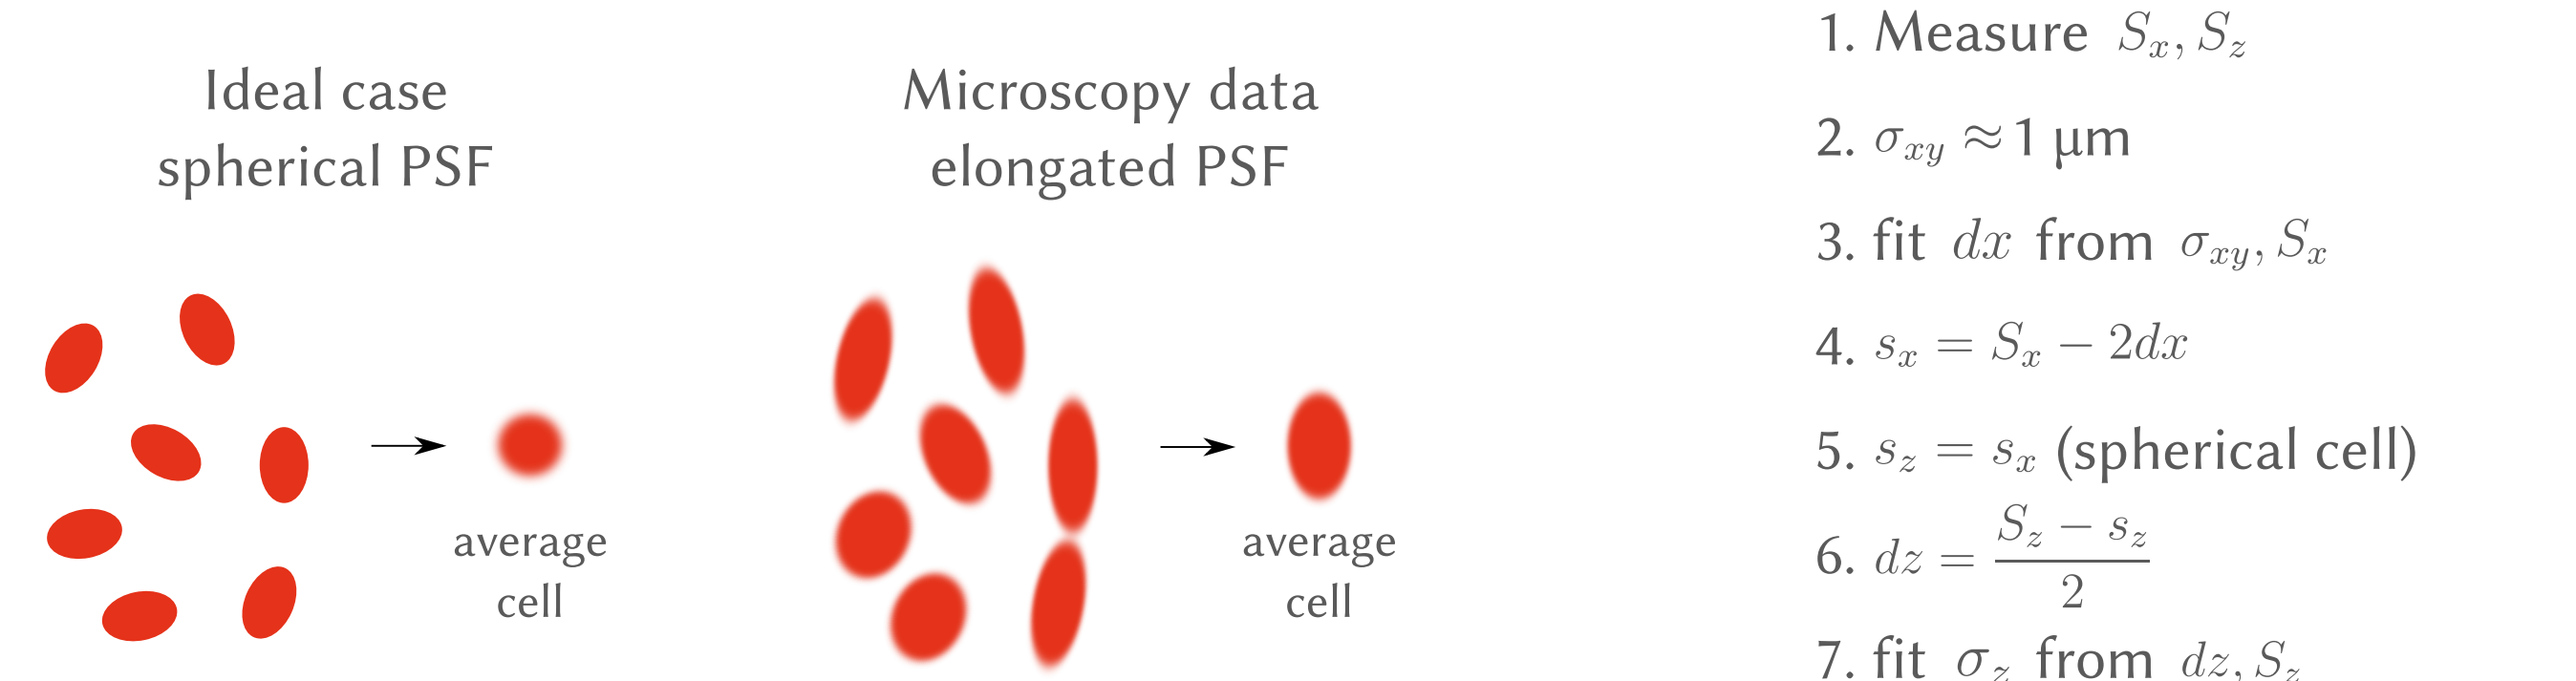 Ideal case
spherical PSF
average
cell
Microscopy data
elongated PSF
average
cell
1. Measure S_x, S_z
2. σ_xy ≈ 1 µm
3. fit dx from σ_xy, S_x
4. s_x = S_x − 2dx
5. s_z = s_x (spherical cell)
6. dz = (S_z − s_z) / 2
7. fit σ_z from dz, S_z